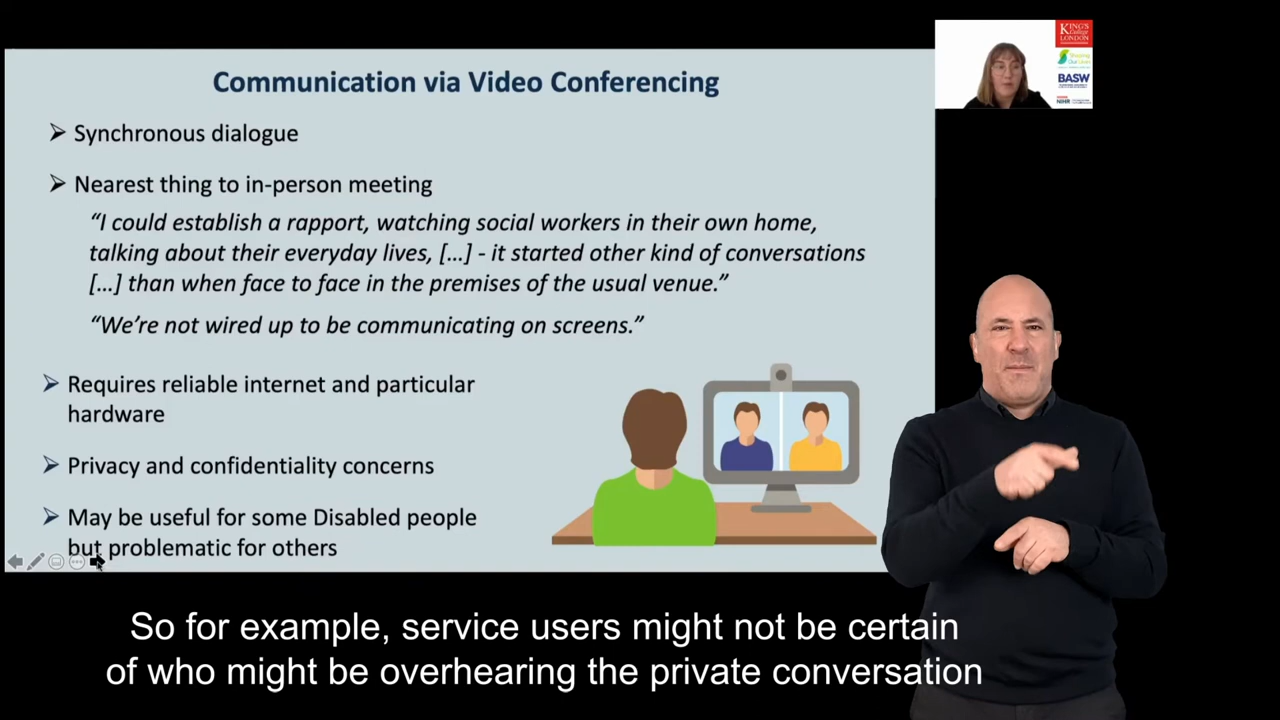 Communication via Video Conferencing
➢ Synchronous dialogue
➢ Nearest thing to in-person meeting
“I could establish a rapport, watching social workers in their own home,
talking about their everyday lives, […] - it started other kind of conversations
[…] than when face to face in the premises of the usual venue.”
“We’re not wired up to be communicating on screens.”
➢ Requires reliable internet and particular
hardware
➢ Privacy and confidentiality concerns
➢ May be useful for some Disabled people
but problematic for others
KING'S
College
LONDON
BASW
NIHR
So for example, service users might not be certain
of who might be overhearing the private conversation